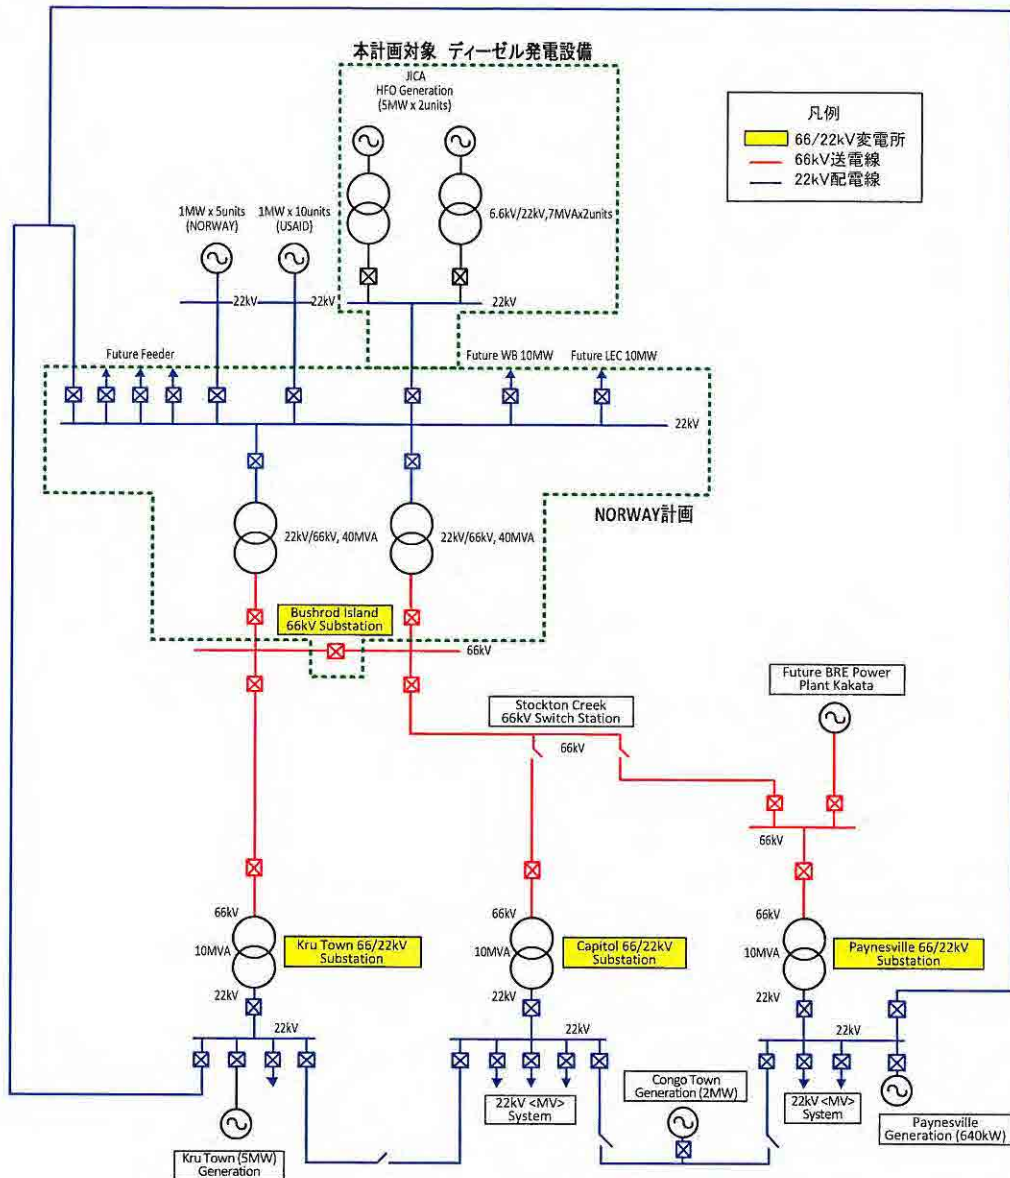 本計画対象 ディーゼル発電設備
JICA
HFO Generation
(5MW x 2units)
凡例
66/22kV変電所
66kV送電線
22kV配電線
6.6kV/22kV,7MVAx2units
1MW x 5units
(NORWAY)
1MW x 10units
(USAID)
22kV
22kV
22kV
Future Feeder
Future WB 10MW
Future LEC 10MW
22kV
NORWAY計画
22kV/66kV, 40MVA
22kV/66kV, 40MVA
Bushrod Island
66kV Substation
66kV
Future BRE Power
Plant Kakata
Stockton Creek
66kV Switch Station
66kV
66kV
66kV
10MVA
22kV
Kru Town 66/22kV
Substation
66kV
10MVA
22kV
Capitol 66/22kV
Substation
66kV
10MVA
22kV
Paynesville 66/22kV
Substation
22kV
22kV
22kV
Kru Town (5MW)
Generation
22kV <MV>
System
Congo Town
Generation (2MW)
22kV <MV>
System
Paynesville
Generation (640kW)